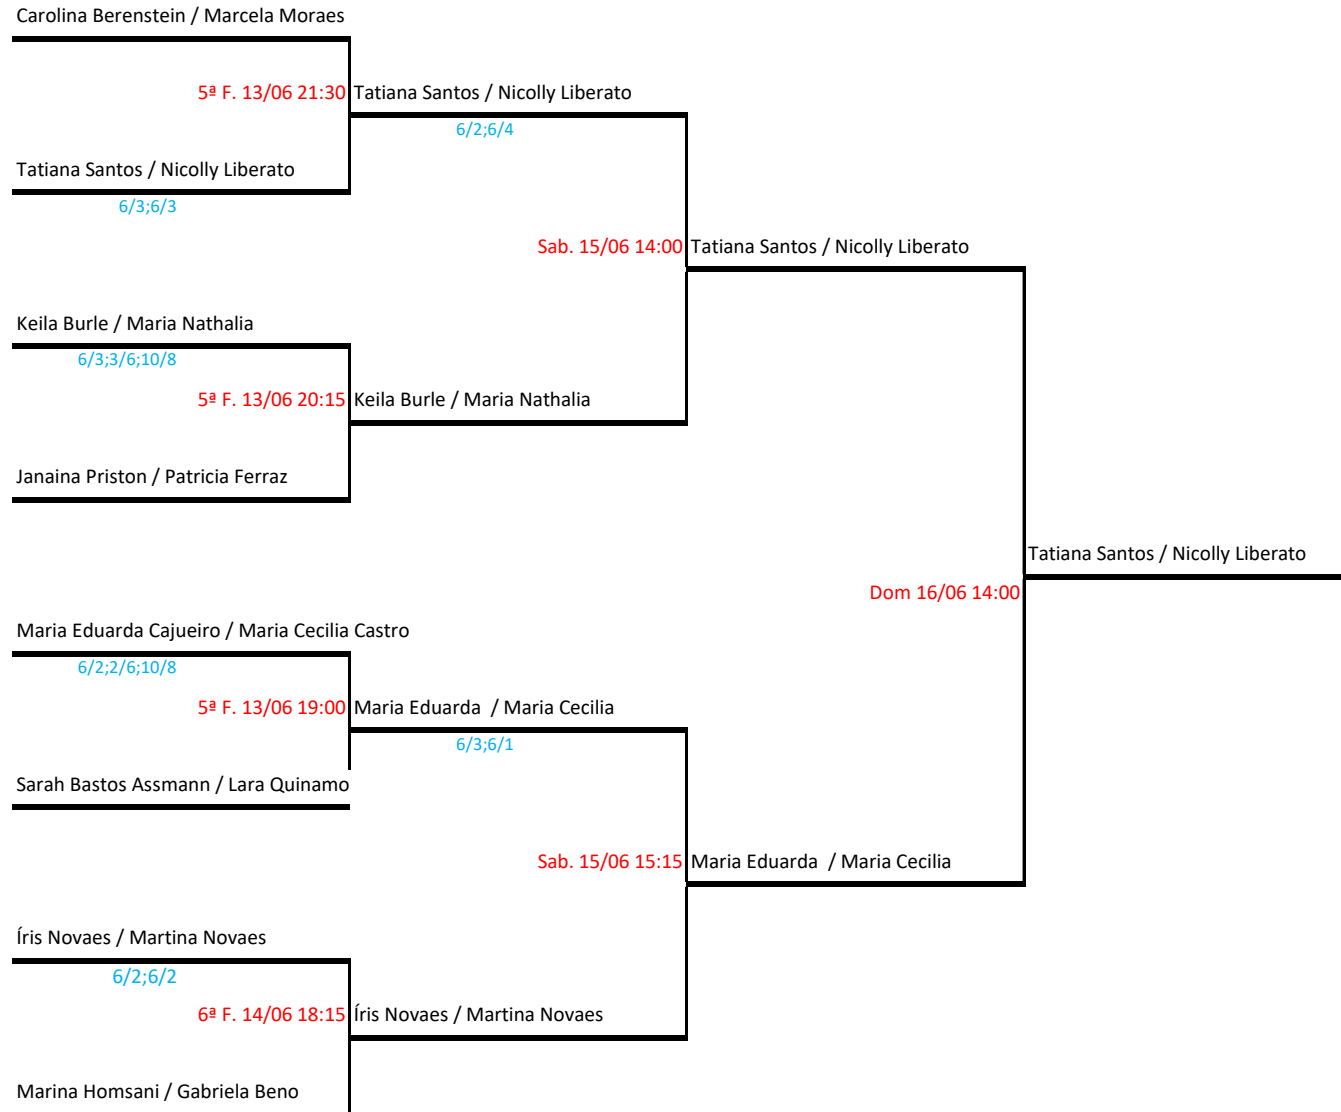 Carolina Berenstein / Marcela Moraes
5ª F. 13/06 21:30 Tatiana Santos / Nicolly Liberato
6/2;6/4
Tatiana Santos / Nicolly Liberato
6/3;6/3
Sab. 15/06 14:00 Tatiana Santos / Nicolly Liberato
Keila Burle / Maria Nathalia
6/3;3/6;10/8
5ª F. 13/06 20:15 Keila Burle / Maria Nathalia
Janaina Priston / Patricia Ferraz
Tatiana Santos / Nicolly Liberato
Dom 16/06 14:00
Maria Eduarda Cajueiro / Maria Cecilia Castro
6/2;2/6;10/8
5ª F. 13/06 19:00 Maria Eduarda  / Maria Cecilia
6/3;6/1
Sarah Bastos Assmann / Lara Quinamo
Sab. 15/06 15:15 Maria Eduarda  / Maria Cecilia
Íris Novaes / Martina Novaes
6/2;6/2
6ª F. 14/06 18:15 Íris Novaes / Martina Novaes
Marina Homsani / Gabriela Beno